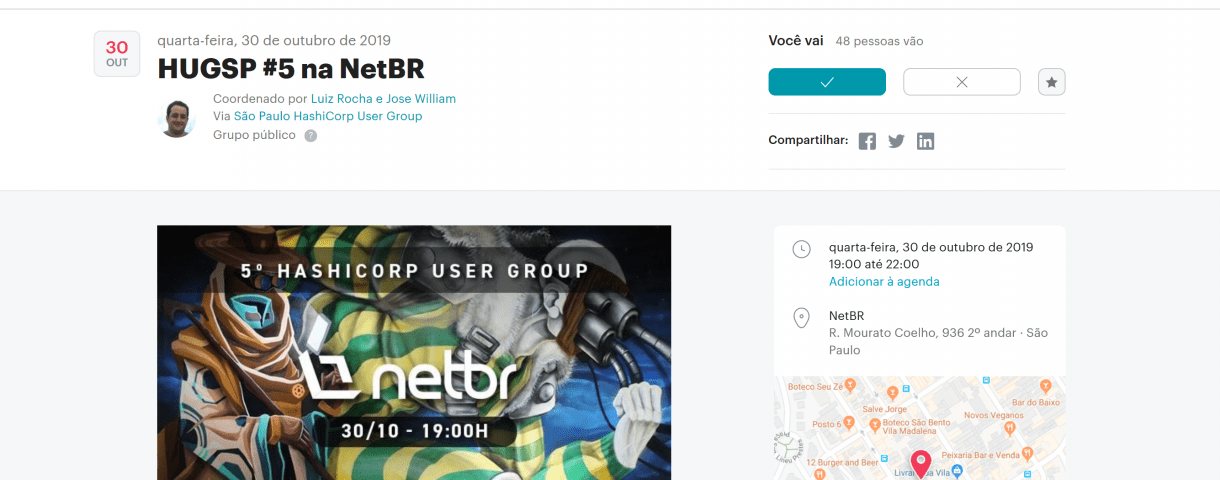 30
OUT
quarta-feira, 30 de outubro de 2019
HUGSP #5 na NetBR
Coordenado por Luiz Rocha e Jose William
Via São Paulo HashiCorp User Group
Grupo público ?
Você vai 48 pessoas vão
Compartilhar:
5º HASHICORP USER GROUP
netbr
30/10 - 19:00H
quarta-feira, 30 de outubro de 2019
19:00 até 22:00
Adicionar à agenda
NetBR
R. Mourato Coelho, 936 2º andar · São
Paulo
Boteco Seu Zé
Salve Jorge
Bar do Baixo
Novos Veganos
Posto 6
Boteco São Bento
Vila Madalena
Peixaria Bar e Venda
12 Burger and Beer
Vila